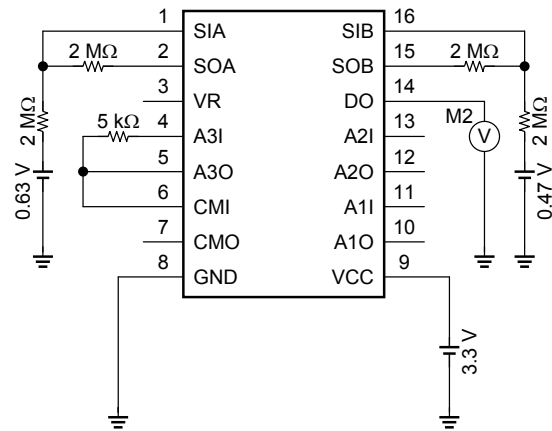 1 SIA SIB 16
2 MΩ 2 SOA SOB 15 2 MΩ
3 VR DO 14
2 MΩ 5 kΩ 4 A3I A2I 13 M2 V 2 MΩ
5 A3O A2O 12
0.63 V 6 CMI A1I 11 0.47 V
7 CMO A1O 10
8 GND VCC 9
3.3 V